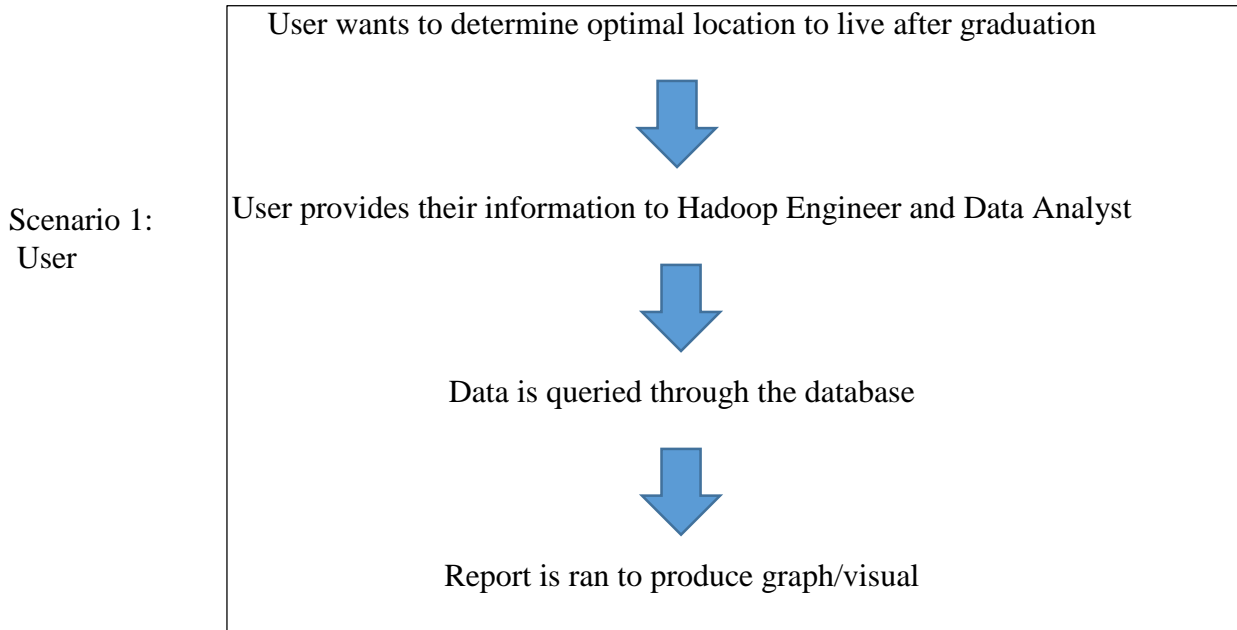 User wants to determine optimal location to live after graduation
Scenario 1:
User
User provides their information to Hadoop Engineer and Data Analyst
Data is queried through the database
Report is ran to produce graph/visual